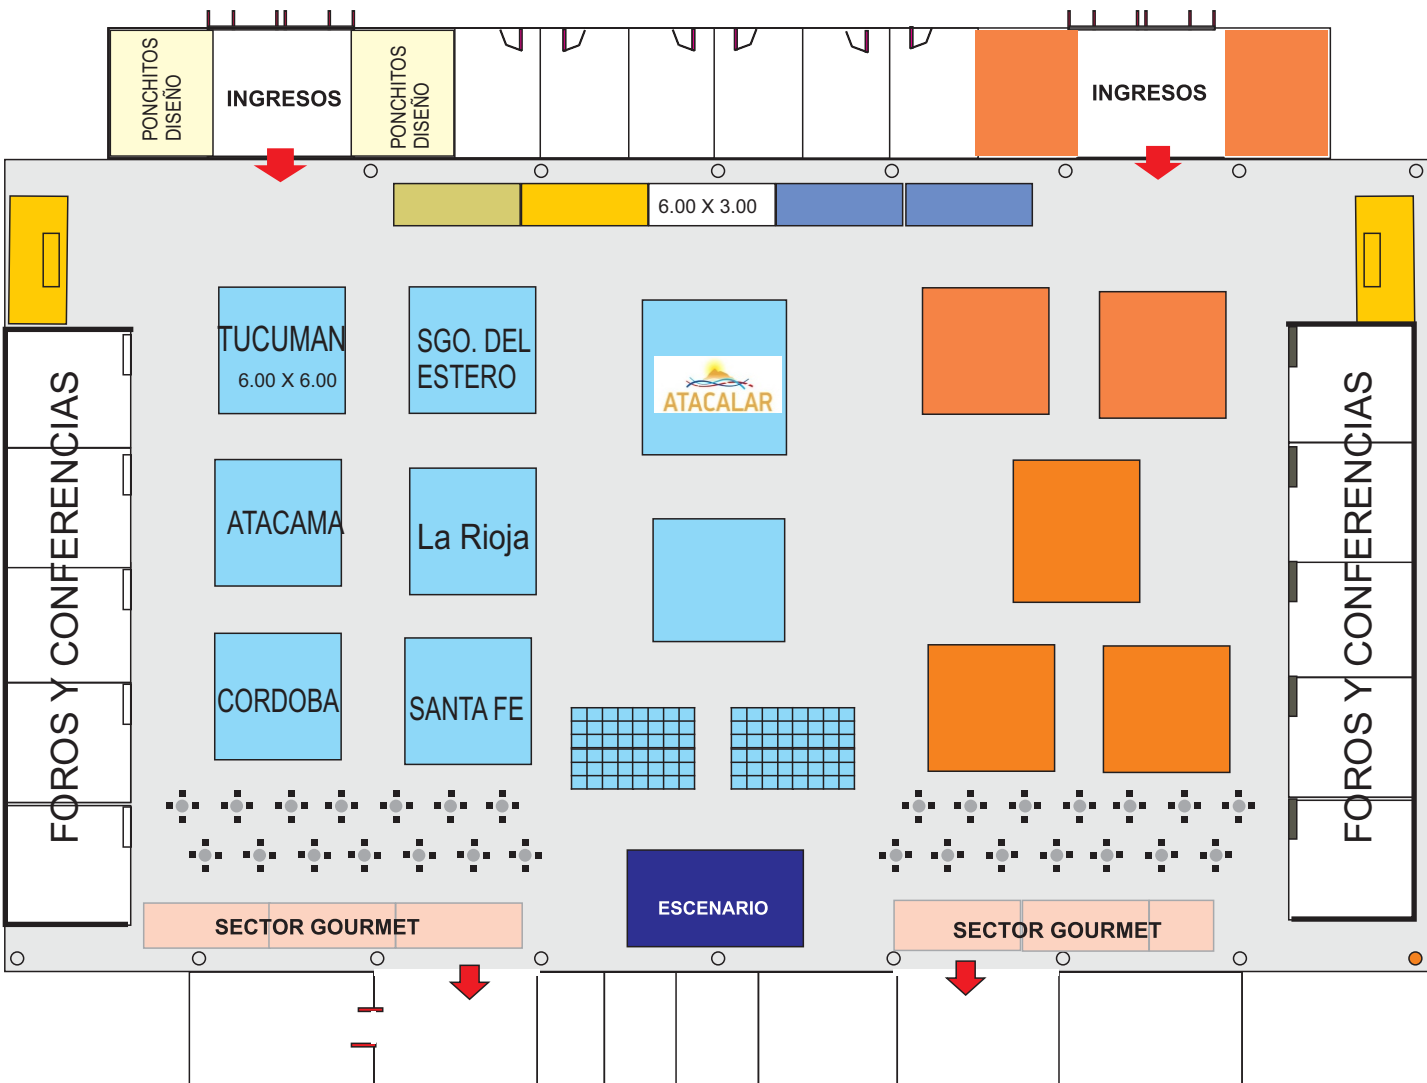 PONCHITOS
DISEÑO
INGRESOS
PONCHITOS
DISEÑO
INGRESOS
6.00 X 3.00
TUCUMAN
6.00 X 6.00
SGO. DEL
ESTERO
ATACALAR
FOROS Y CONFERENCIAS
FOROS Y CONFERENCIAS
ATACAMA
La Rioja
CORDOBA
SANTA FE
ESCENARIO
SECTOR GOURMET
SECTOR GOURMET